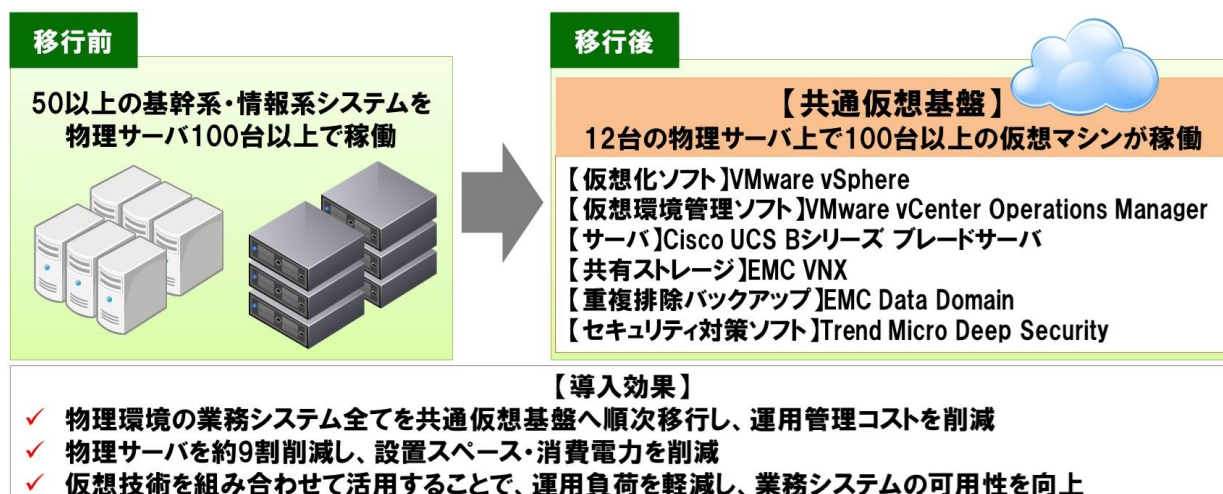 移行前
50以上の基幹系・情報系システムを
物理サーバ100台以上で稼働
移行後
【共通仮想基盤】
12台の物理サーバ上で100台以上の仮想マシンが稼働
【仮想化ソフト】VMware vSphere
【仮想環境管理ソフト】VMware vCenter Operations Manager
【サーバ】Cisco UCS Bシリーズ ブレードサーバ
【共有ストレージ】EMC VNX
【重複排除バックアップ】EMC Data Domain
【セキュリティ対策ソフト】Trend Micro Deep Security
【導入効果】
✓ 物理環境の業務システム全てを共通仮想基盤へ順次移行し、運用管理コストを削減
✓ 物理サーバを約9割削減し、設置スペース・消費電力を削減
✓ 仮想技術を組み合わせて活用することで、運用負荷を軽減し、業務システムの可用性を向上